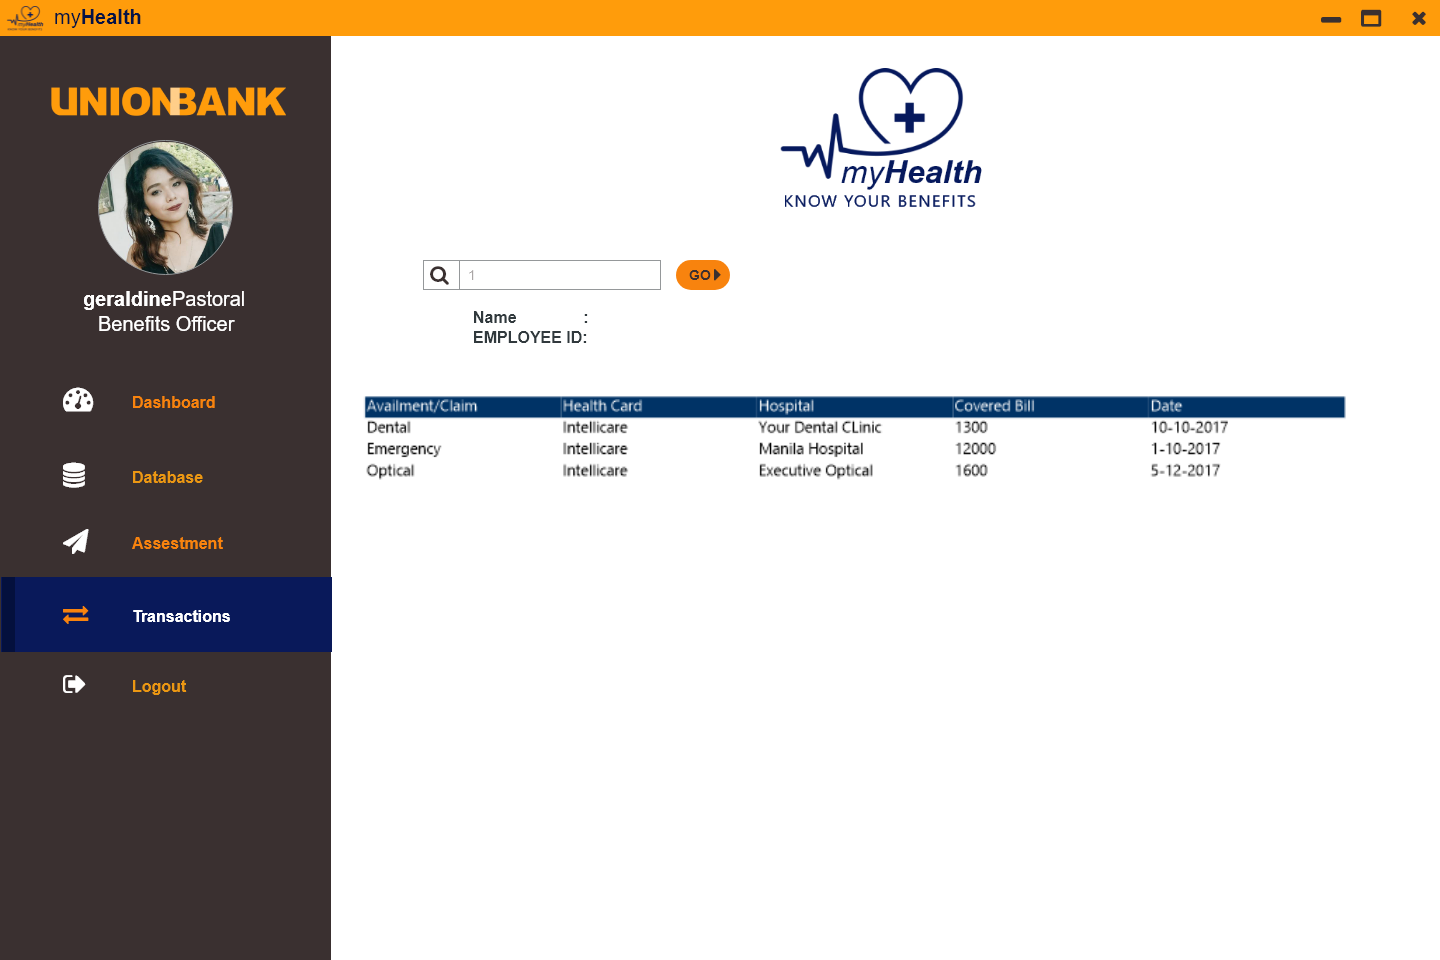 myHealth
UNIONBANK
geraldinePastoral
Benefits Officer
Dashboard
Database
Assestment
Transactions
Logout
myHealth
KNOW YOUR BENEFITS
1
GO
Name :
EMPLOYEE ID:
Availment/Claim Health Card Hospital Covered Bill Date
Dental Intellicare Your Dental CLinic 1300 10-10-2017
Emergency Intellicare Manila Hospital 12000 1-10-2017
Optical Intellicare Executive Optical 1600 5-12-2017